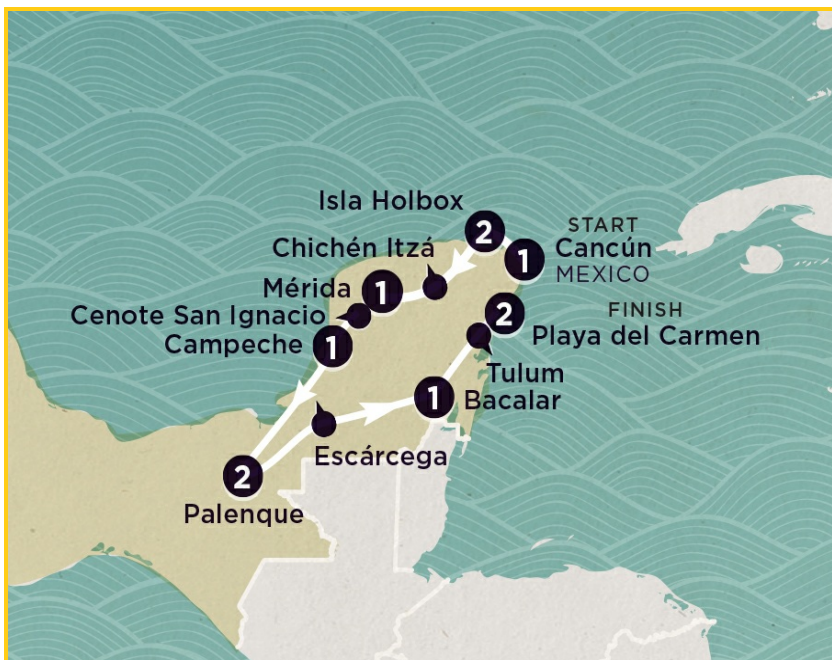 Isla Holbox
2
START
Cancún
MEXICO
1
Chichén Itzá
Mérida
1
Cenote San Ignacio
Campeche
1
FINISH
Playa del Carmen
2
Tulum
Bacalar
1
Escárcega
2
Palenque